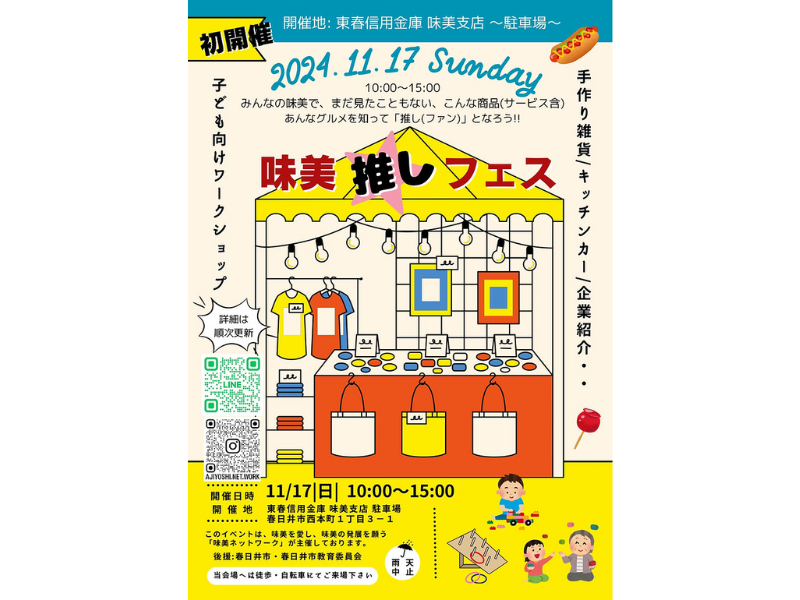 初開催
開催地: 東春信用金庫 味美支店 ～駐車場～
2024.11.17 Sunday
10:00～15:00
みんなの味美で、まだ見たこともない、こんな商品(サービス含)
あんなグルメを知って「推し(ファン)」となろう!!
味美 推し フェス
子ども向けワークショップ
手作り雑貨/キッチンカー/企業紹介・・
詳細は
順次更新
LINE
AJIYOSHI.NET.WORK
開催日時 11/17|日| 10:00～15:00
開催地 東春信用金庫 味美支店 駐車場
春日井市西本町１丁目３－１
このイベントは、味美を愛し、味美の発展を願う
「味美ネットワーク」が主催しております。
後援:春日井市・春日井市教育委員会
当会場へは徒歩・自転車にてご来場下さい
雨天
中止